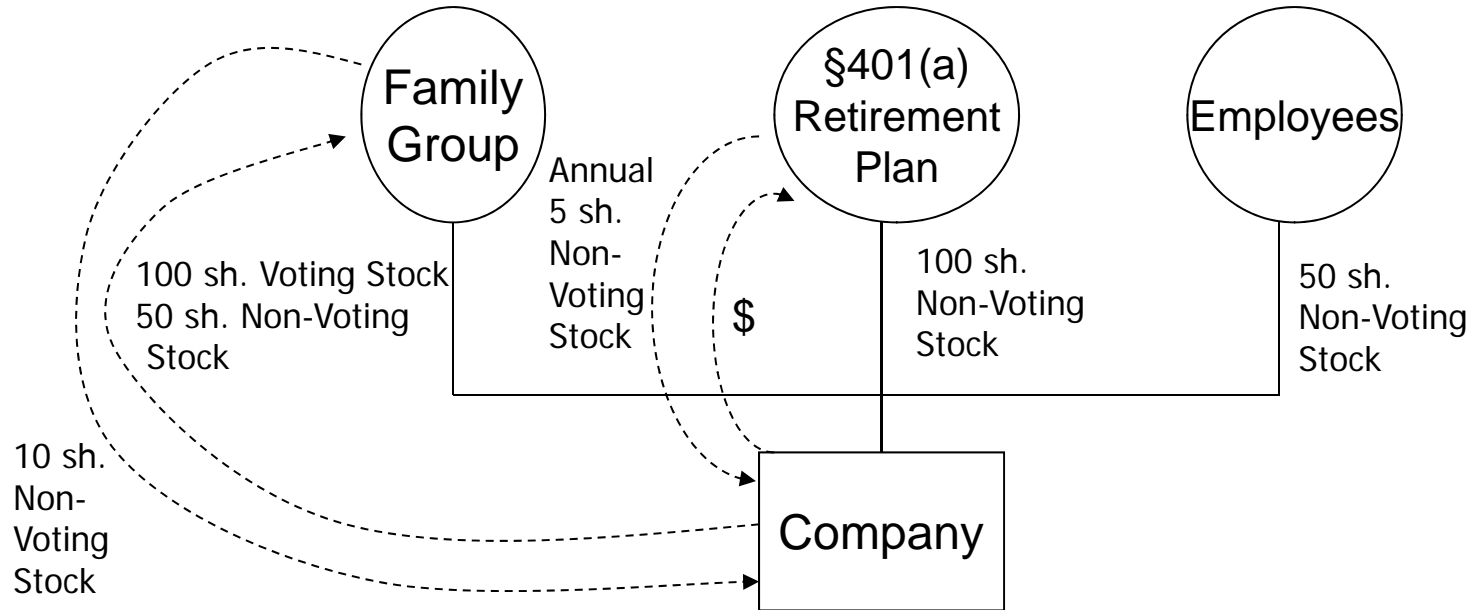 Family
Group
§401(a)
Retirement
Plan
Employees
Annual
5 sh.
Non-
Voting
Stock
100 sh. Voting Stock
50 sh. Non-Voting
Stock
$
100 sh.
Non-Voting
Stock
50 sh.
Non-Voting
Stock
10 sh.
Non-
Voting
Stock
Company